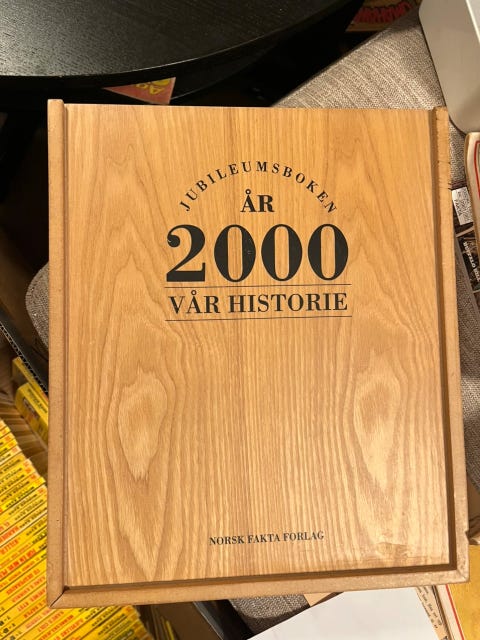 JUBILEUMSBOKEN
ÅR
2000
VÅR HISTORIE
NORSK FAKTA FORLAG